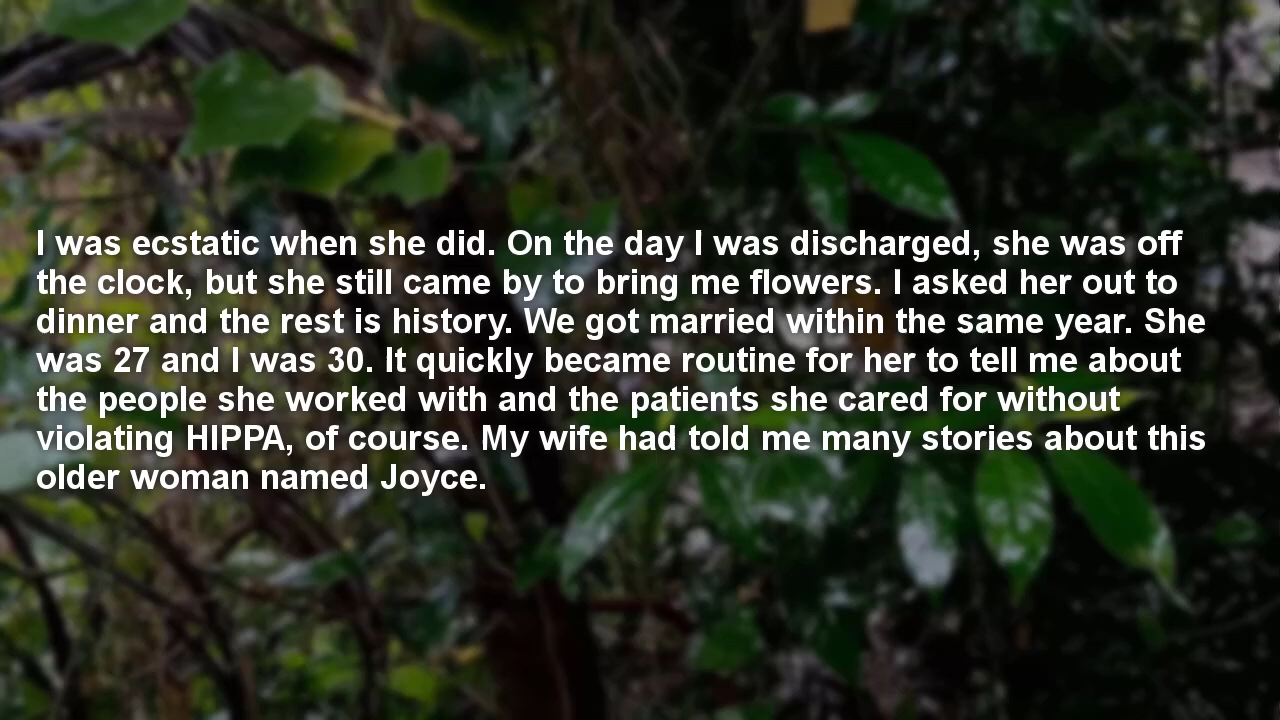 I was ecstatic when she did. On the day I was discharged, she was off
the clock, but she still came by to bring me flowers. I asked her out to
dinner and the rest is history. We got married within the same year. She
was 27 and I was 30. It quickly became routine for her to tell me about
the people she worked with and the patients she cared for without
violating HIPPA, of course. My wife had told me many stories about this
older woman named Joyce.